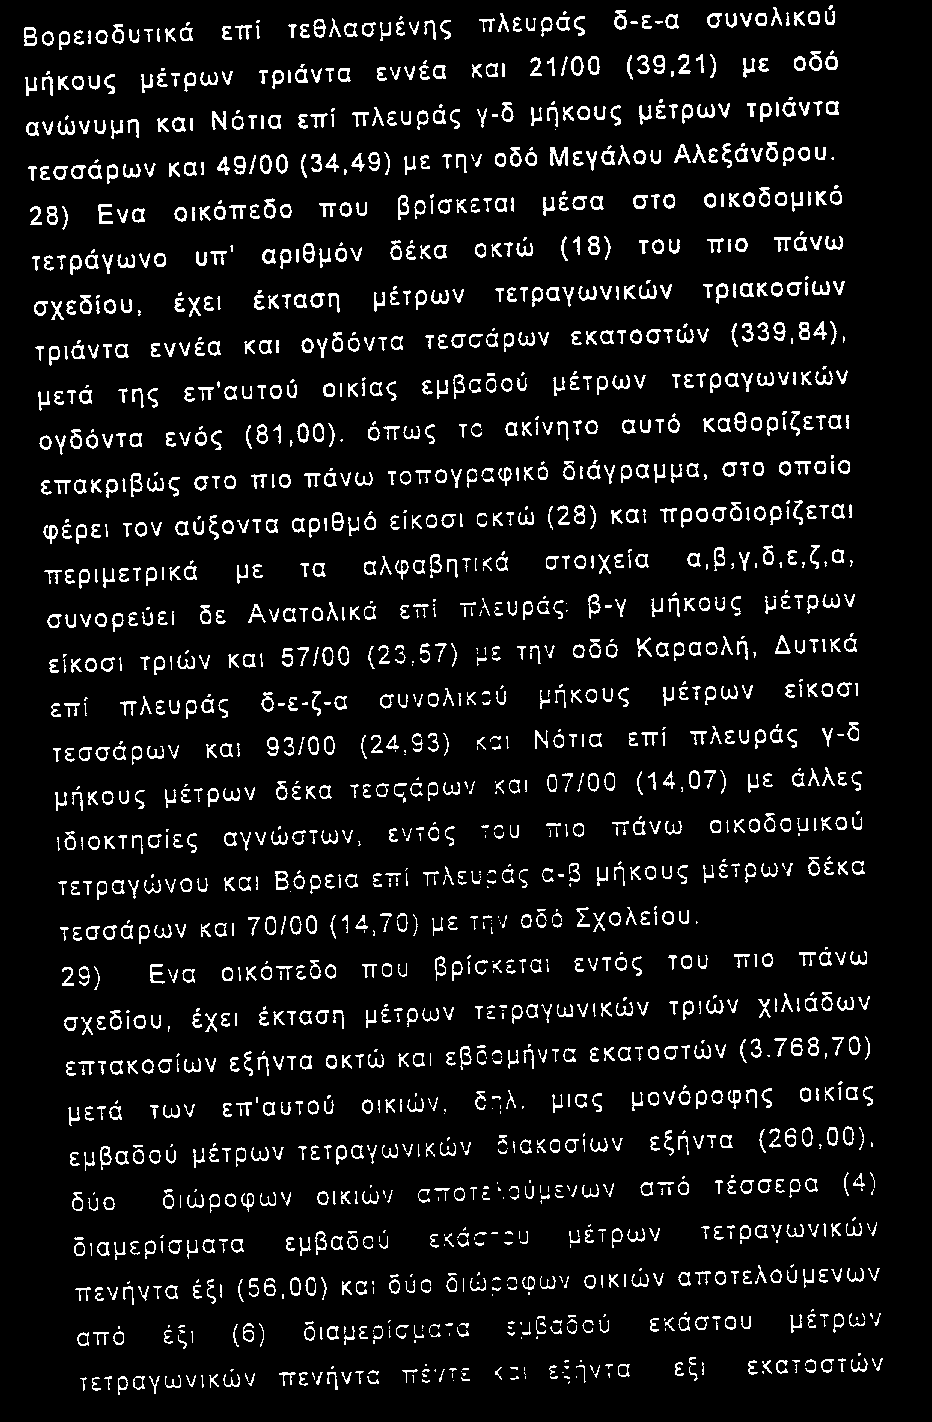 Βορειοδυτικά επί τεθλασμένης πλευράς δ-ε-α συνολικού
μήκους μέτρων τριάντα εννέα και 21/00 (39,21) με οδό
ανώνυμη και Νότια επί πλευράς γ-δ μήκους μέτρων τριάντα
τεσσάρων και 49/00 (34,49) με την οδό Μεγάλου Αλεξάνδρου.
28) Ενα οικόπεδο που βρίσκεται μέσα στο οικοδομικό
τετράγωνο υπ' αριθμόν δέκα οκτώ (18) του πιο πάνω
σχεδίου, έχει έκταση μέτρων τετραγωνικών τριακοσίων
τριάντα εννέα και ογδόντα τεσσάρων εκατοστών (339,84),
μετά της επ'αυτού οικίας εμβαδού μέτρων τετραγωνικών
ογδόντα ενός (81,00). όπως το ακίνητο αυτό καθορίζεται
επακριβώς στο πιο πάνω τοπογραφικό διάγραμμα, στο οποίο
φέρει τον αύξοντα αριθμό είκοσι οκτώ (28) και προσδιορίζεται
περιμετρικά με τα αλφαβητικά στοιχεία α,β,γ,δ,ε,ζ,α,
συνορεύει δε Ανατολικά επί πλευράς β-γ μήκους μέτρων
είκοσι τριών και 57/00 (23,57) με την οδό Καραολή, Δυτικά
επί πλευράς δ-ε-ζ-α συνολικού μήκους μέτρων είκοσι
τεσσάρων και 93/00 (24,93) και Νότια επί πλευράς γ-δ
μήκους μέτρων δέκα τεσσάρων και 07/00 (14,07) με άλλες
ιδιοκτησίες αγνώστων, εντός του πιο πάνω οικοδομικού
τετραγώνου και Βόρεια επί πλευράς α-β μήκους μέτρων δέκα
τεσσάρων και 70/00 (14,70) με την οδό Σχολείου.
29) Ενα οικόπεδο που βρίσκεται εντός του πιο πάνω
σχεδίου, έχει έκταση μέτρων τετραγωνικών τριών χιλιάδων
επτακοσίων εξήντα οκτώ και εβδομήντα εκατοστών (3.768,70)
μετά των επ'αυτού οικιών, δηλ. μιας μονόροφης οικίας
εμβαδού μέτρων τετραγωνικών διακοσίων εξήντα (260,00),
δύο διώροφων οικιών αποτελούμενων από τέσσερα (4)
διαμερίσματα εμβαδού εκάστου μέτρων τετραγωνικών
πενήντα έξι (56,00) και δύο διώροφων οικιών αποτελούμενων
από έξι (6) διαμερίσματα εμβαδού εκάστου μέτρων
τετραγωνικών πενήντα πέντε και εξήντα εξι εκατοστών